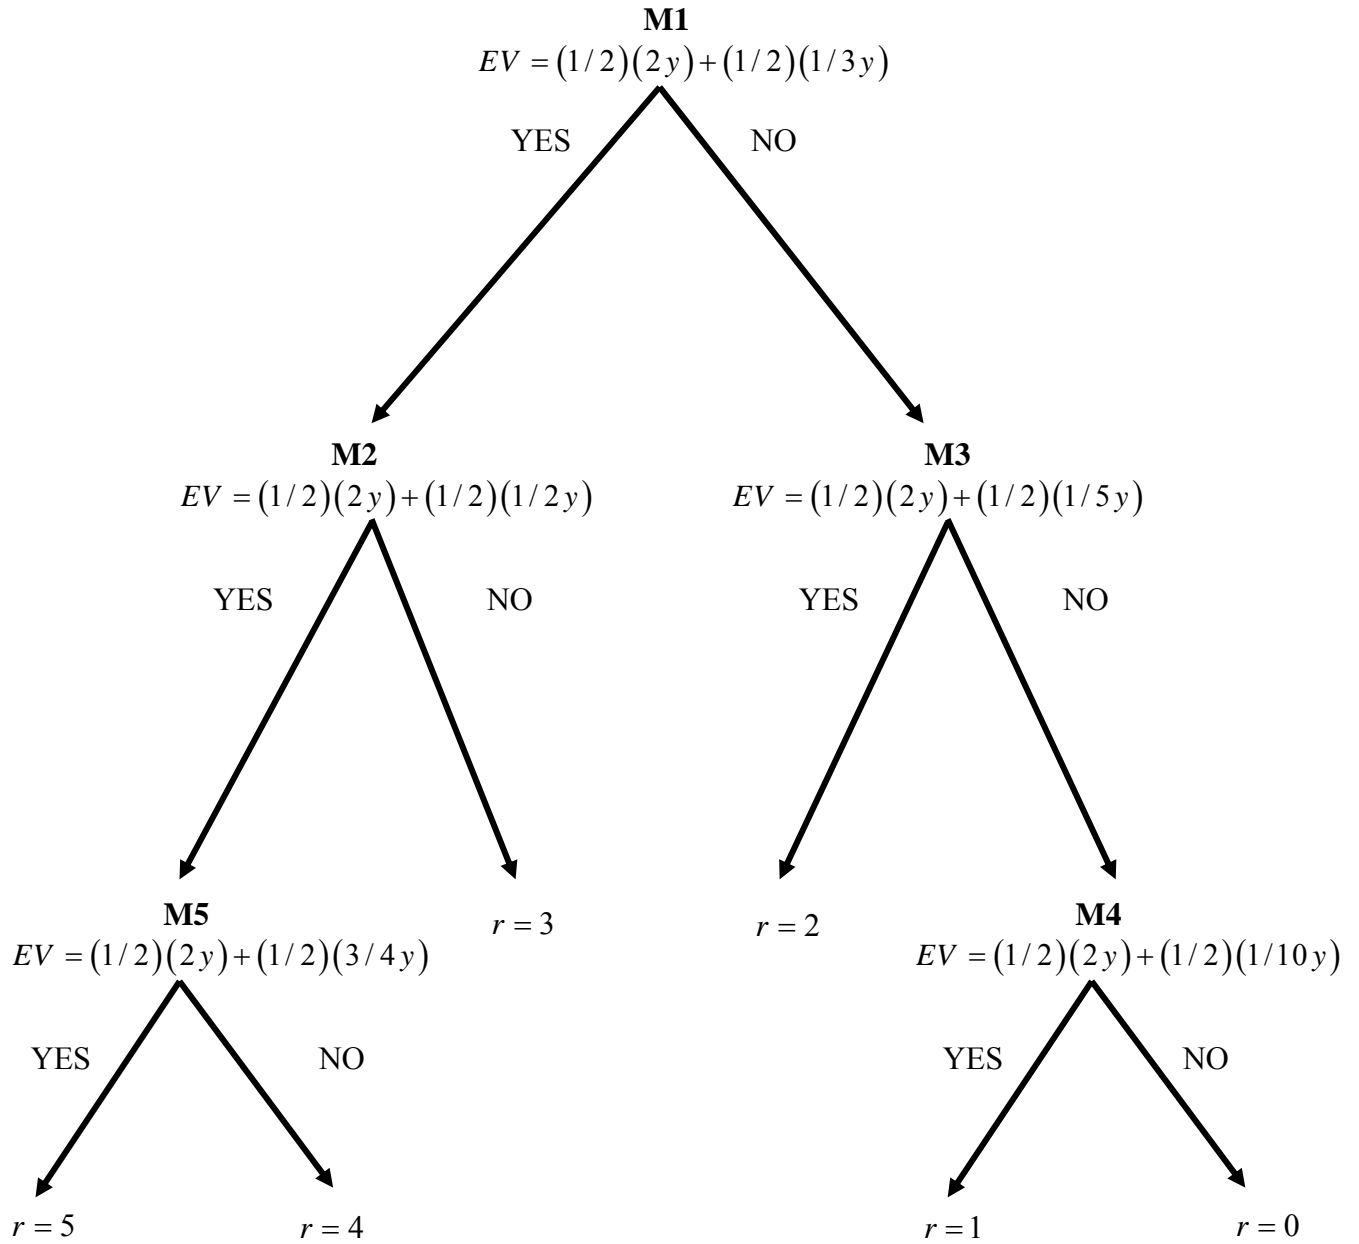 M1
EV = (1/2)(2y)+(1/2)(1/3y)
YES NO
M2 M3
EV = (1/2)(2y)+(1/2)(1/2y) EV = (1/2)(2y)+(1/2)(1/5y)
YES NO YES NO
M5 r = 3 r = 2 M4
EV = (1/2)(2y)+(1/2)(3/4y) EV = (1/2)(2y)+(1/2)(1/10y)
YES NO YES NO
r = 5 r = 4 r = 1 r = 0